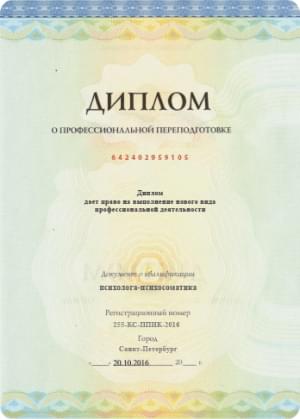 ДИПЛОМ
О ПРОФЕССИОНАЛЬНОЙ ПЕРЕПОДГОТОВКЕ
642402959105
Диплом
дает право на выполнение нового вида
профессиональной деятельности
Документ о квалификации
психолога-психосоматика
Регистрационный номер
255-КС-ППИК-2016
Город
Санкт-Петербург
20.10.2016 20 г.